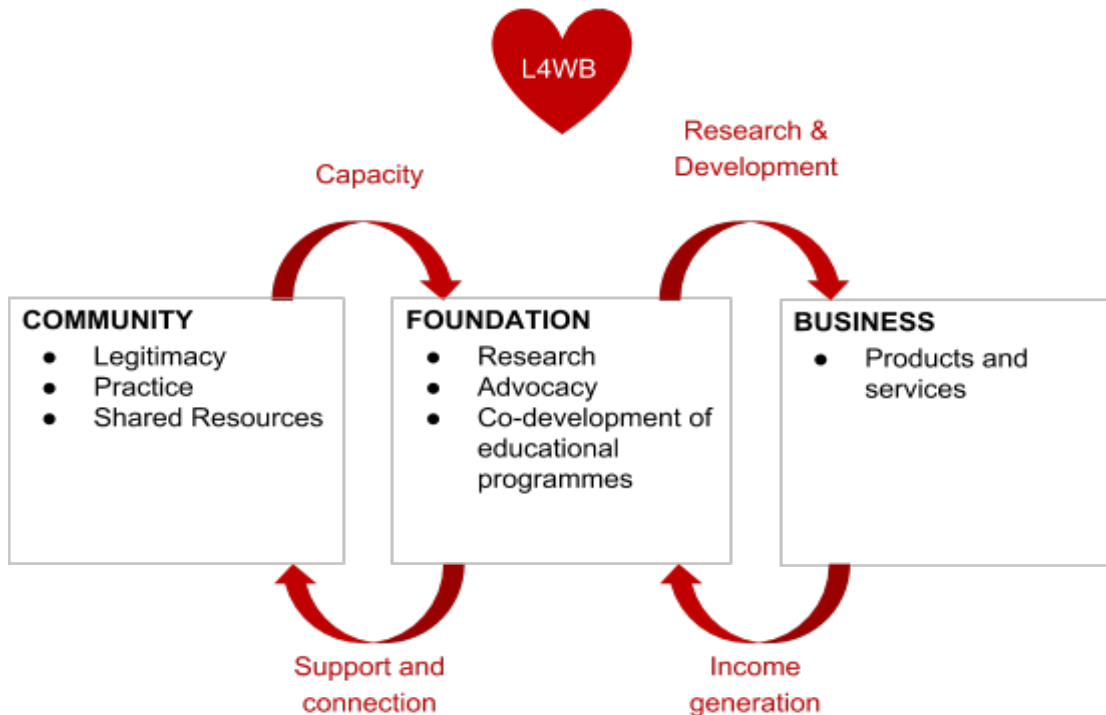 L4WB
Research &
Development
Capacity
COMMUNITY
● Legitimacy
● Practice
● Shared Resources
FOUNDATION
● Research
● Advocacy
● Co-development of
educational
programmes
BUSINESS
● Products and
services
Support and
connection
Income
generation